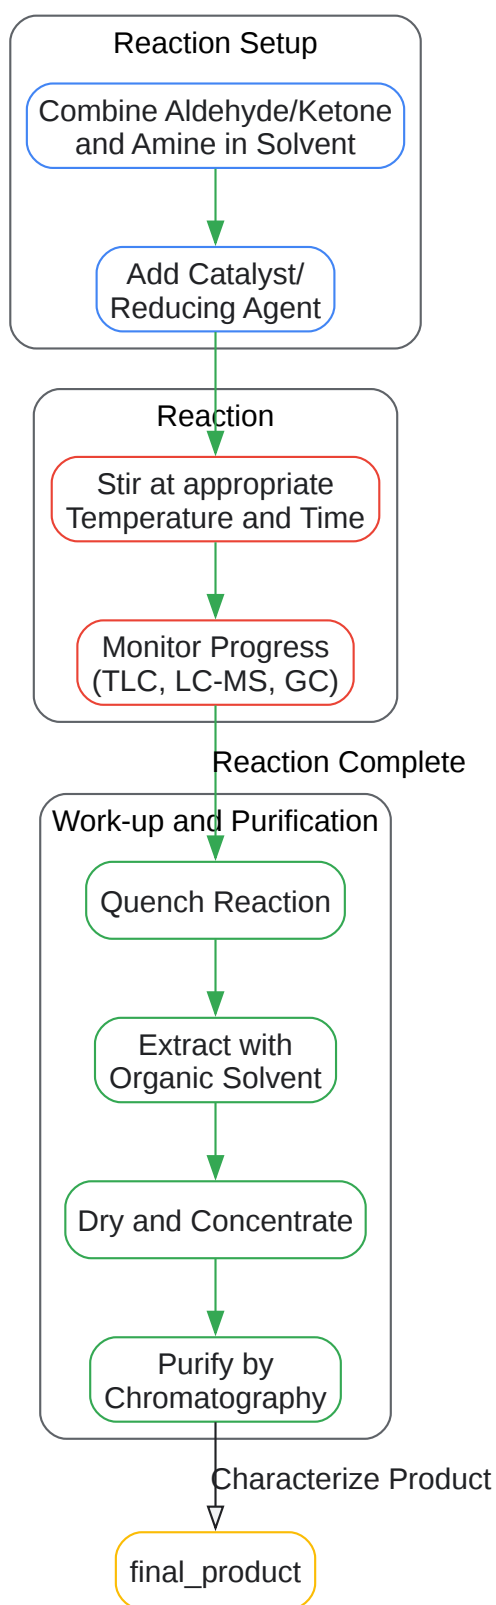 Reaction Setup
Combine Aldehyde/Ketone
and Amine in Solvent
Add Catalyst/
Reducing Agent
Reaction
Stir at appropriate
Temperature and Time
Monitor Progress
(TLC, LC-MS, GC)
Reaction Complete
Work-up and Purification
Quench Reaction
Extract with
Organic Solvent
Dry and Concentrate
Purify by
Chromatography
Characterize Product
final_product